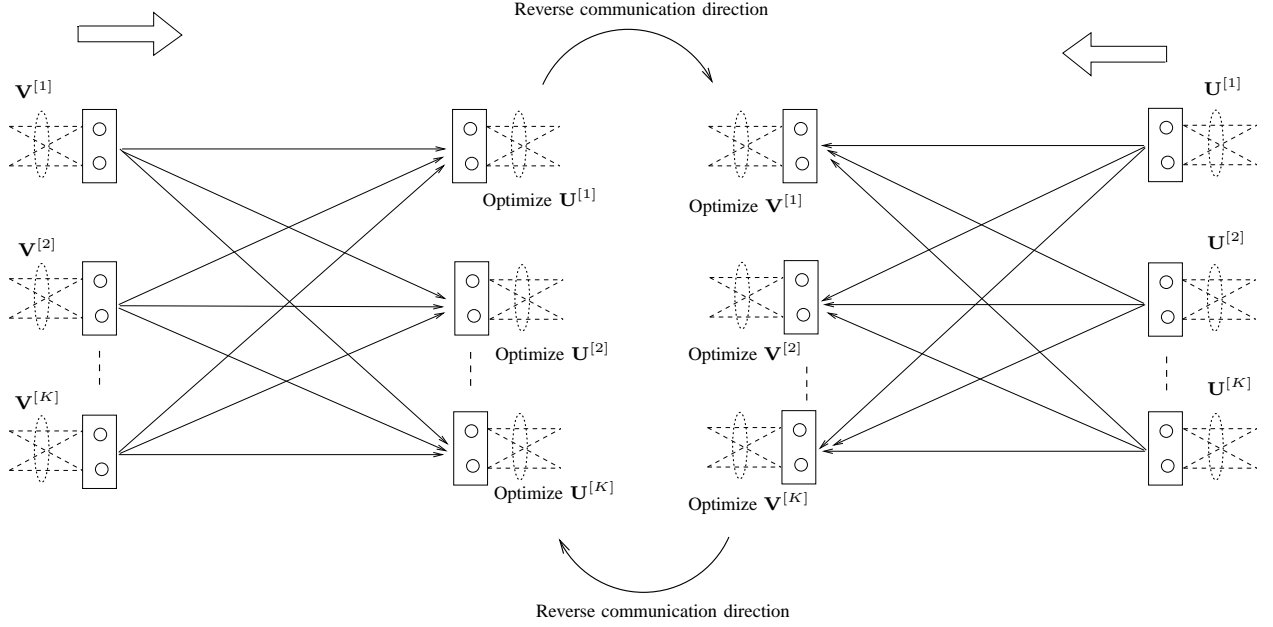 Reverse communication direction
V^[1]
U^[1]
Optimize U^[1]
Optimize V^[1]
V^[2]
U^[2]
Optimize U^[2]
Optimize V^[2]
V^[K]
U^[K]
Optimize U^[K]
Optimize V^[K]
Reverse communication direction